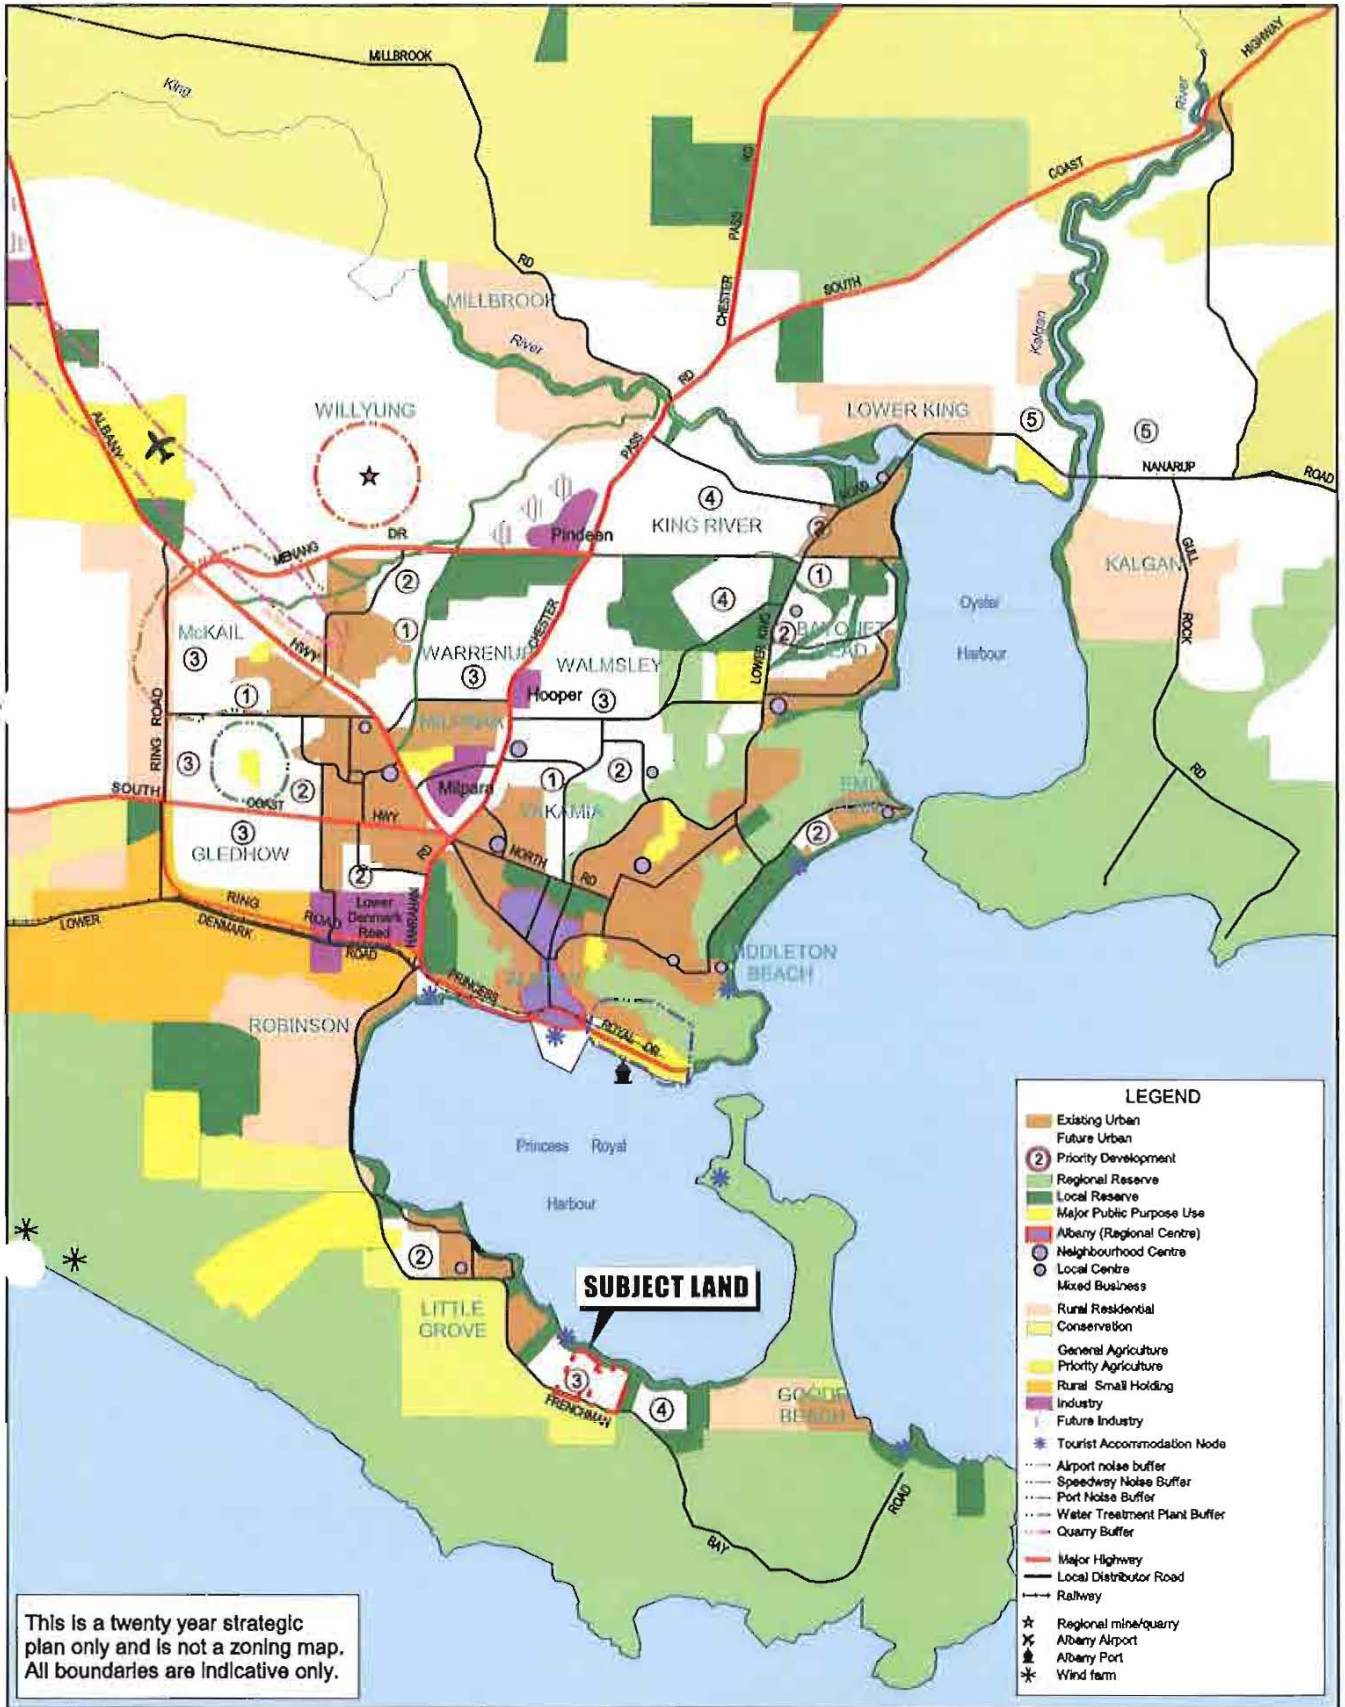 MILLBROOK
King
HIGHWAY
River
COAST
RD
PASS
RD
CHESTER
SOUTH
MILLBROOK
River
Kalgan
RD
WILLYUNG
LOWER KING
ALBANY
PASS
5
5
NANARUP
ROAD
ROAD
4
KING RIVER
2
DR
MENANG
Pindeen
2
1
KALGAN
GULL
4
Oyster
CHESTER
McKAIL
HWY
1
LOWER KING
2
BAYONET
HEAD
WARRENUP
WALMSLEY
Harbour
3
3
3
ROCK
1
Hooper
RING ROAD
3
2
2
1
RD
SOUTH
COAST
Milpara
YAKAMIA
HWY
2
3
GLEDHOW
NORTH
RD
RD
2
RING
ROAD
Lower
Denmark
Road
HANRAHAN
LOWER
DENMARK
ROAD
MIDDLETON
BEACH
PRINCESS
ROBINSON
ROYAL DR
Princess Royal
Harbour
2
SUBJECT LAND
LITTLE
GROVE
3
4
FRENCHMAN
GOODE
BEACH
ROAD
BAY
LEGEND
Existing Urban
Future Urban
2 Priority Development
Regional Reserve
Local Reserve
Major Public Purpose Use
Albany (Regional Centre)
Neighbourhood Centre
Local Centre
Mixed Business
Rural Residential
Conservation
General Agriculture
Priority Agriculture
Rural Small Holding
Industry
Future Industry
Tourist Accommodation Node
Airport noise buffer
Speedway Noise Buffer
Port Noise Buffer
Water Treatment Plant Buffer
Quarry Buffer
Major Highway
Local Distributor Road
Railway
Regional mine/quarry
Albany Airport
Albany Port
Wind farm
This is a twenty year strategic
plan only and is not a zoning map.
All boundaries are indicative only.